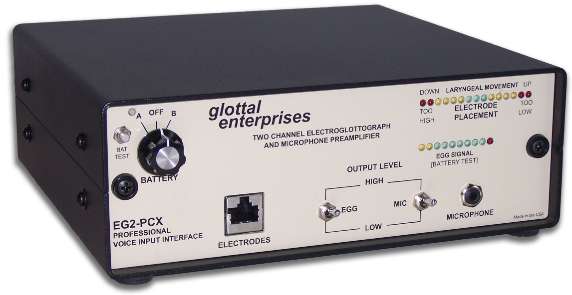 A OFF B
BAT
TEST
BATTERY
glottal
enterprises
TWO CHANNEL ELECTROGLOTTOGRAPH
AND MICROPHONE PREAMPLIFIER
DOWN LARYNGEAL MOVEMENT UP
TOO
HIGH
ELECTRODE
PLACEMENT
TOO
LOW
EGG SIGNAL
(BATTERY TEST)
OUTPUT LEVEL
HIGH
EGG
MIC
LOW
MICROPHONE
ELECTRODES
EG2-PCX
PROFESSIONAL
VOICE INPUT INTERFACE
Made in the USA